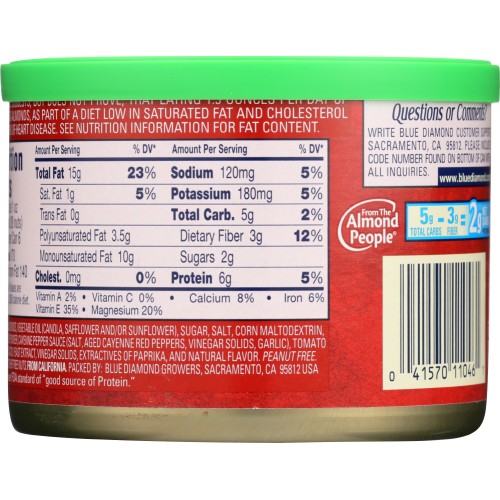 AS PART OF A DIET LOW IN SATURATED FAT AND CHOLESTEROL
OF HEART DISEASE. SEE NUTRITION INFORMATION FOR FAT CONTENT.
Amount Per Serving % DV* Amount Per Serving % DV*
Total Fat 15g 23% Sodium 120mg 5%
Sat. Fat 1g 5% Potassium 180mg 5%
Trans Fat 0g Total Carb. 5g 2%
Polyunsaturated Fat 3.5g Dietary Fiber 3g 12%
Monounsaturated Fat 10g Sugars 2g
Cholest. 0mg 0% Protein 6g 5%
Vitamin A 2% • Vitamin C 0% • Calcium 8% • Iron 6%
Vitamin E 35% • Magnesium 20%
VEGETABLE OIL (CANOLA, SAFFLOWER AND/OR SUNFLOWER), SUGAR, SALT, CORN MALTODEXTRIN,
CAYENNE PEPPER SAUCE (AGED CAYENNE RED PEPPERS, VINEGAR, SALT, GARLIC), TOMATO
VINEGAR SOLIDS, EXTRACTIVES OF PAPRIKA, AND NATURAL FLAVOR. PEANUT FREE.
FROM CALIFORNIA. PACKED BY: BLUE DIAMOND GROWERS, SACRAMENTO, CA 95812 USA
FDA standard of "good source of Protein".
Questions or Comments?
WRITE BLUE DIAMOND CUSTOMER
SACRAMENTO, CA 95812. PLEASE
CODE NUMBER FOUND ON BOTTOM OF CAN
ALL INQUIRIES. www.bluediamond
From The
Almond
People
5g - 3g = 2g
TOTAL CARBS FIBER
0 41570 11046